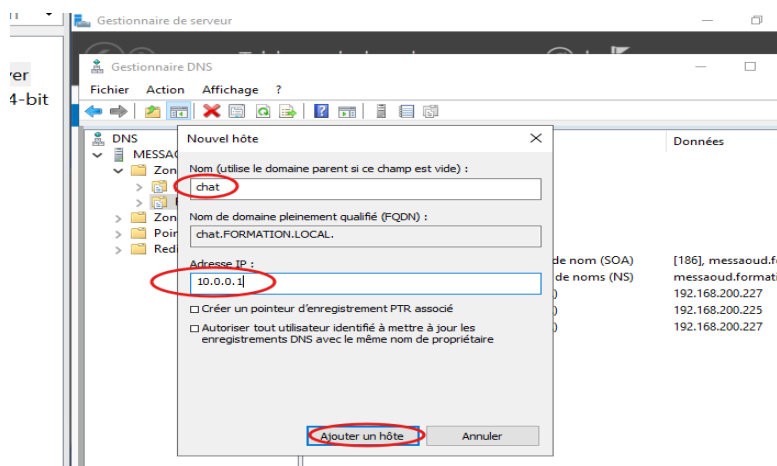 Gestionnaire de serveur
4-bit
Gestionnaire DNS
Fichier Action Affichage ?
DNS
Nouvel hôte
Données
Nom (utilise le domaine parent si ce champ est vide) :
chat
Nom de domaine pleinement qualifié (FQDN) :
chat.FORMATION.LOCAL.
Adresse IP :
10.0.0.1
Créer un pointeur d'enregistrement PTR associé
Autoriser tout utilisateur identifié à mettre à jour les
enregistrements DNS avec le même nom de propriétaire
Ajouter un hôte
Annuler
de nom (SOA) [186], messaoud.f
de noms (NS) messaoud.format
192.168.200.227
192.168.200.225
192.168.200.227